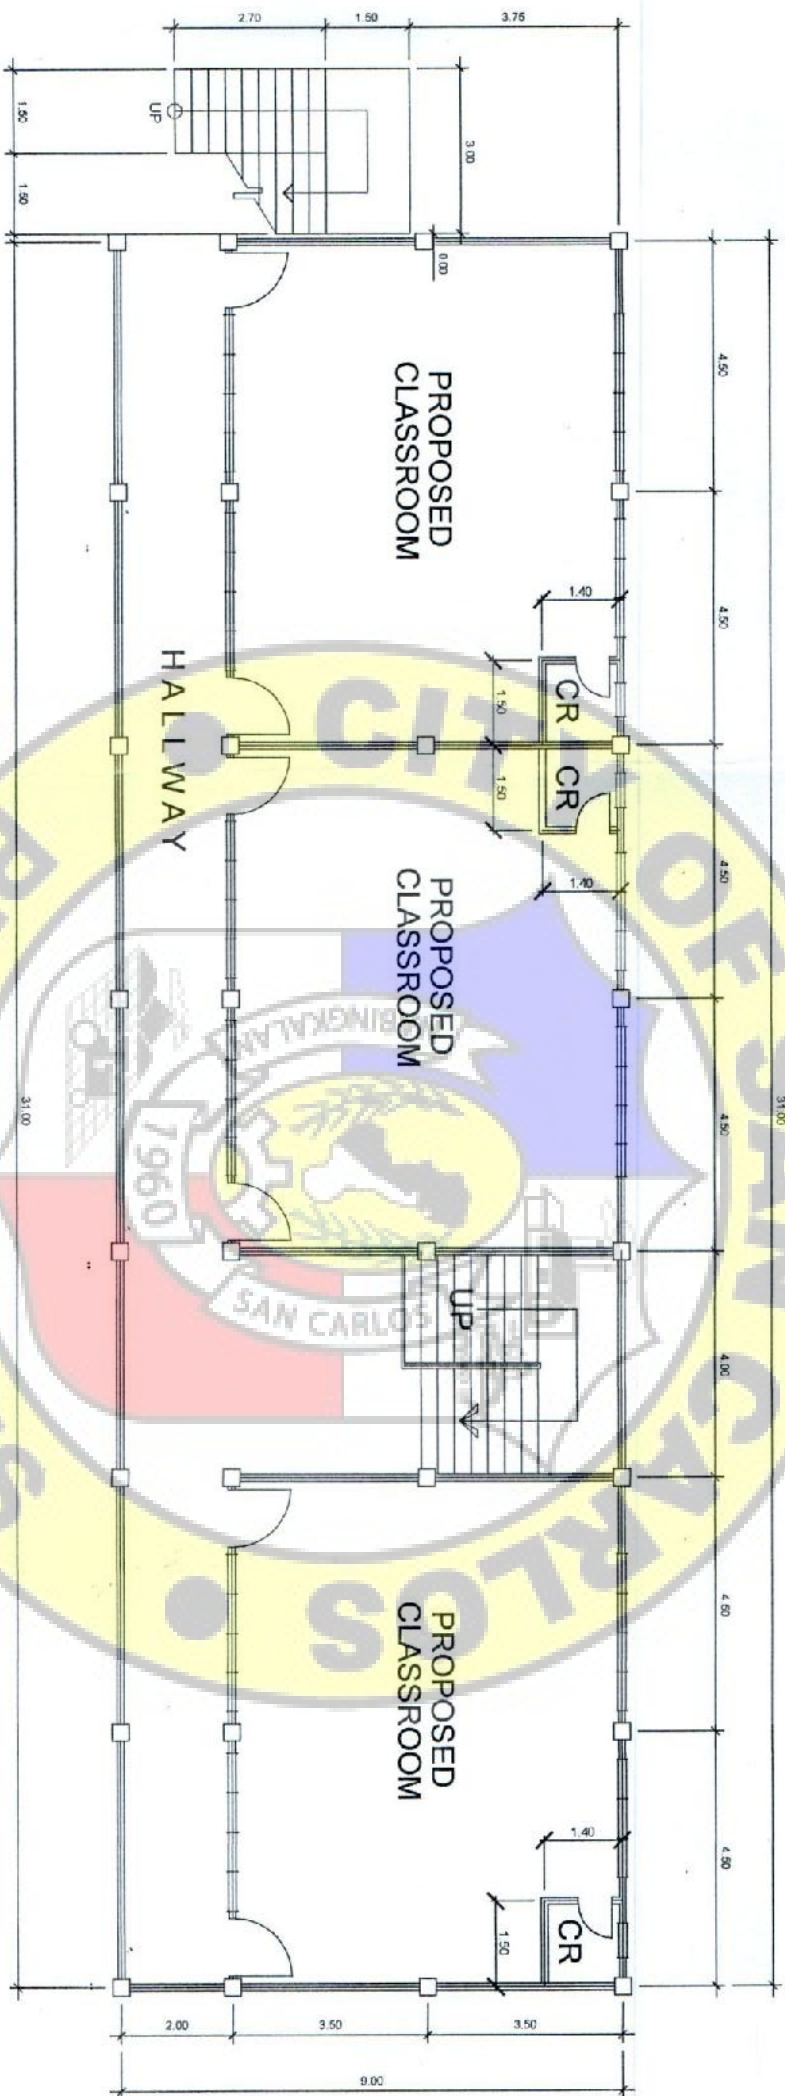 2.70
1.50
3.75
1.50
1.50
UP
3.00
0.00
4.50
4.50
4.50
4.50
4.00
4.50
4.50
31.00
31.00
PROPOSED
CLASSROOM
1.40
1.50
CR
CR
1.50
1.40
HALLWAY
PROPOSED
CLASSROOM
UP
PROPOSED
CLASSROOM
1.40
1.50
CR
2.00
3.50
3.50
9.00
CITY OF SAN CARLOS
1960
SAN CARLOS